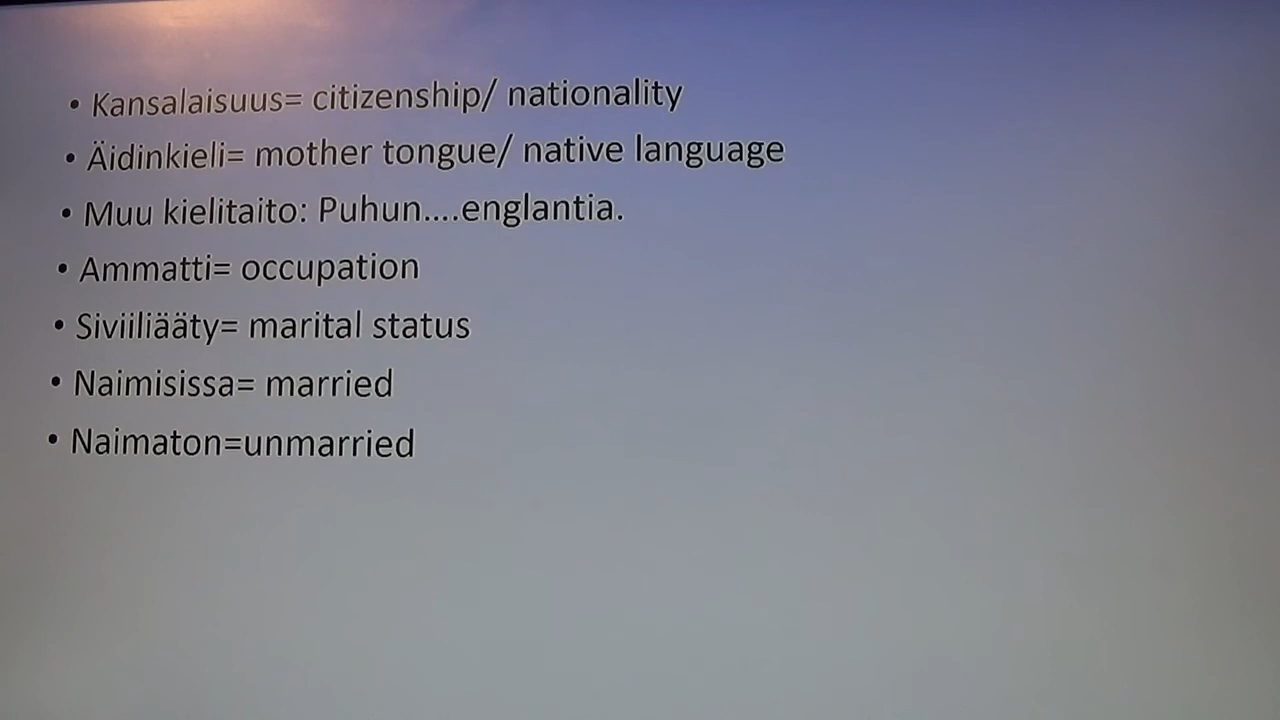 • Kansalaisuus= citizenship/ nationality
• Äidinkieli= mother tongue/ native language
• Muu kielitaito: Puhun....englantia.
• Ammatti= occupation
• Siviiliääty= marital status
• Naimisissa= married
• Naimaton=unmarried